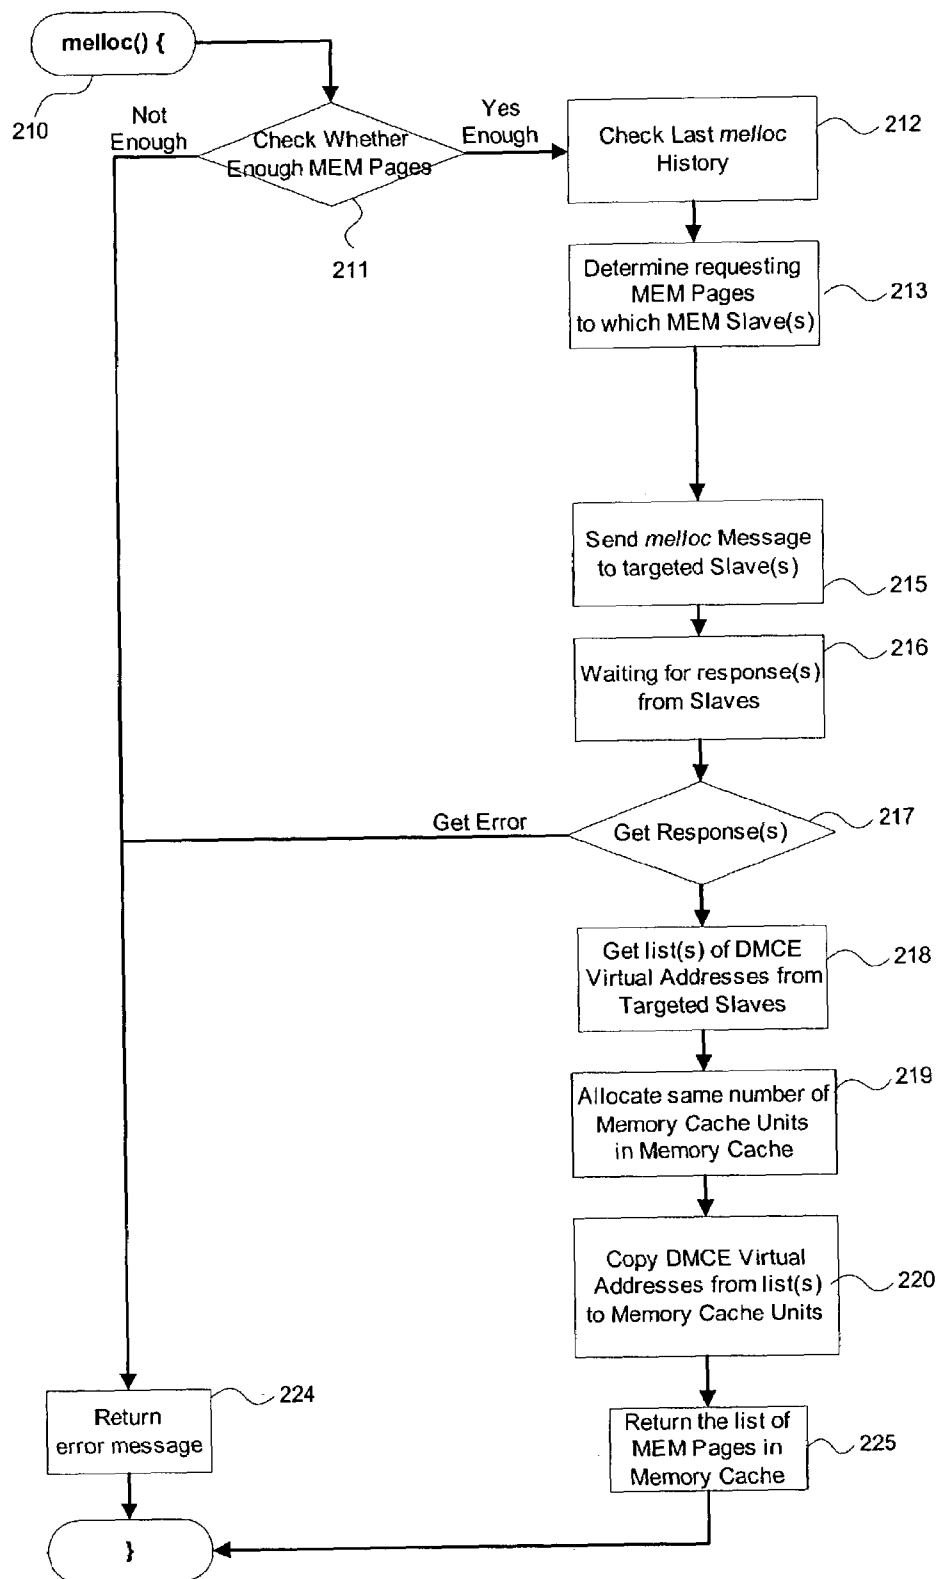 melloc() {
210
Not
Enough
Check Whether
Enough MEM Pages
211
Yes
Enough
Check Last melloc
History
212
Determine requesting
MEM Pages
to which MEM Slave(s)
213
Send melloc Message
to targeted Slave(s)
215
Waiting for response(s)
from Slaves
216
Get Response(s)
217
Get Error
Get list(s) of DMCE
Virtual Addresses from
Targeted Slaves
218
Allocate same number of
Memory Cache Units
in Memory Cache
219
Copy DMCE Virtual
Addresses from list(s)
to Memory Cache Units
220
Return
error message
224
Return the list of
MEM Pages in
Memory Cache
225
}